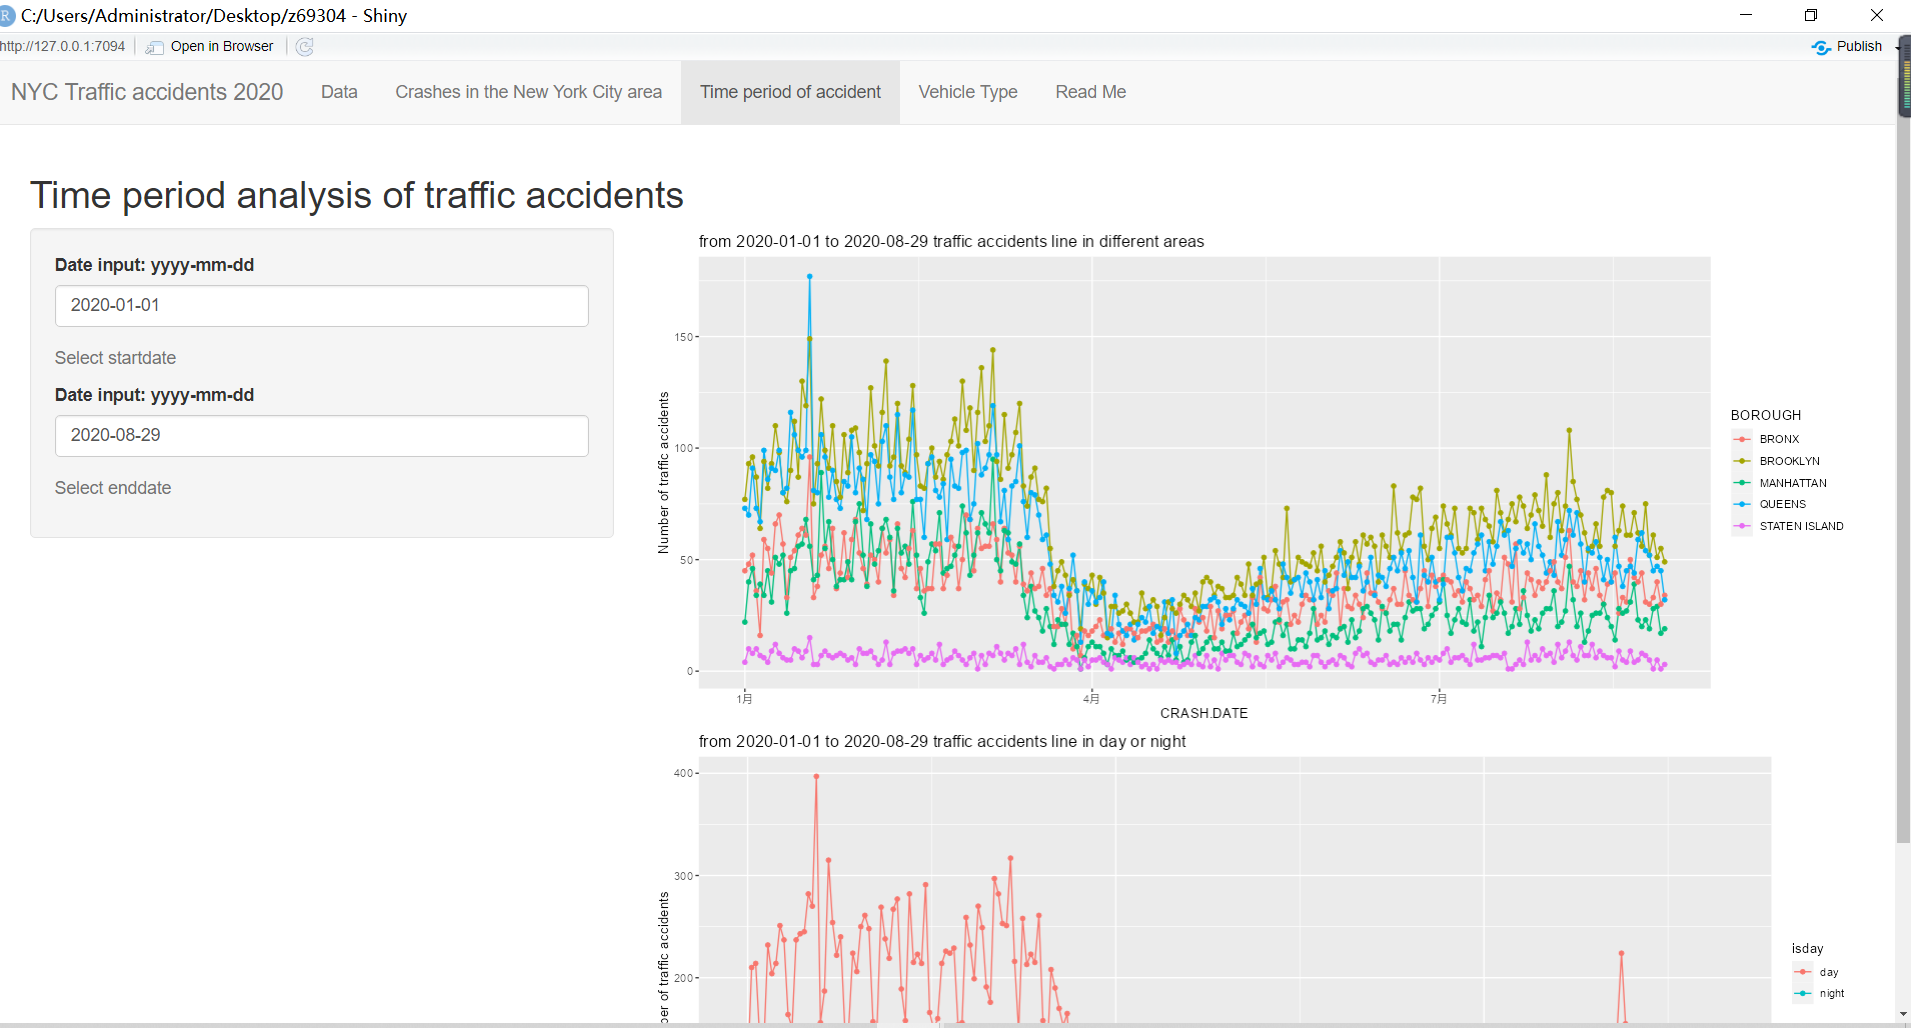 R C:/Users/Administrator/Desktop/z69304 - Shiny
http://127.0.0.1:7094 Open in Browser Publish
NYC Traffic accidents 2020 Data Crashes in the New York City area Time period of accident Vehicle Type Read Me
Time period analysis of traffic accidents
Date input: yyyy-mm-dd
2020-01-01
Select startdate
Date input: yyyy-mm-dd
2020-08-29
Select enddate
from 2020-01-01 to 2020-08-29 traffic accidents line in different areas
Number of traffic accidents
150
100
50
0
1月 4月 7月
CRASH.DATE
BOROUGH
BRONX
BROOKLYN
MANHATTAN
QUEENS
STATEN ISLAND
from 2020-01-01 to 2020-08-29 traffic accidents line in day or night
ber of traffic accidents
400
300
200
isday
day
night